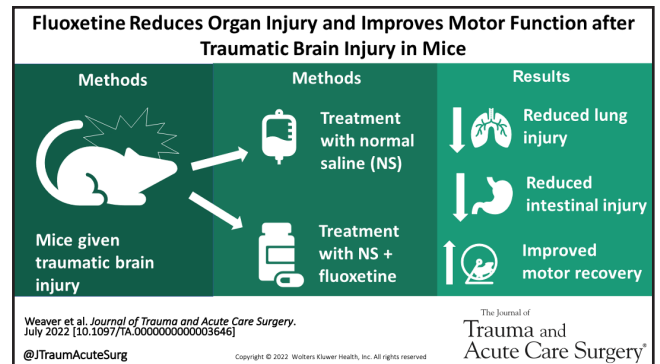 Fluoxetine Reduces Organ Injury and Improves Motor Function after
Traumatic Brain Injury in Mice
Methods
Mice given
traumatic brain
injury
Methods
Treatment
with normal
saline (NS)
Treatment
with NS +
fluoxetine
Results
Reduced lung
injury
Reduced
intestinal injury
Improved
motor recovery
Weaver et al. Journal of Trauma and Acute Care Surgery.
July 2022 [10.1097/TA.0000000000003646]
@JTraumAcuteSurg
Copyright © 2022 Wolters Kluwer Health, Inc. All rights reserved
The Journal of
Trauma and
Acute Care Surgery®